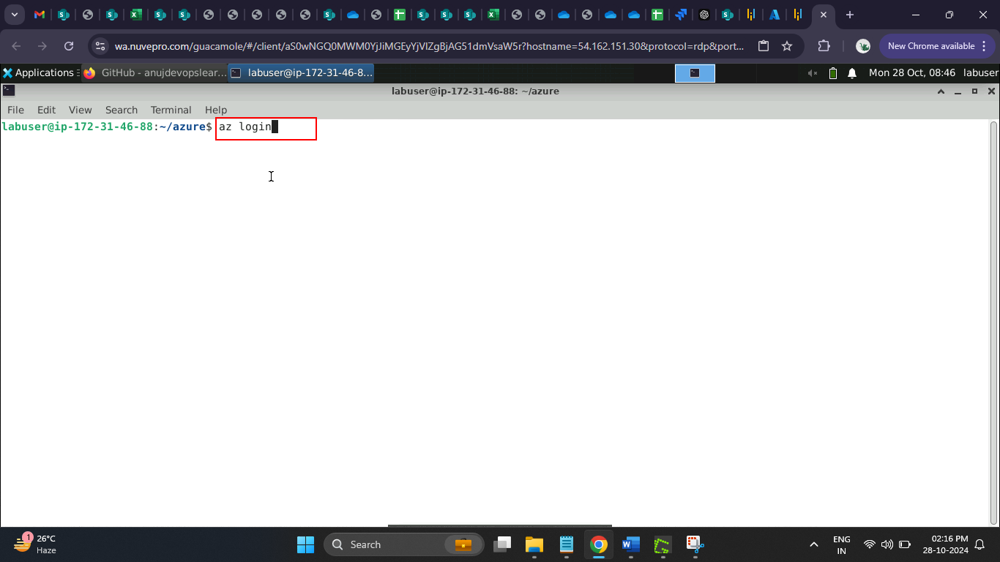 wa.nuvepro.com/guacamole/#/client/aS0wNGQ0MWM0YjJiMGEyYjVlZgBjAG51dmVsaW5r?hostname=54.162.151.30&protocol=rdp&port...
New Chrome available
Applications
GitHub - anujdevopslear...
labuser@ip-172-31-46-8...
Mon 28 Oct, 08:46
labuser
labuser@ip-172-31-46-88: ~/azure
File Edit View Search Terminal Help
labuser@ip-172-31-46-88:~/azure$ az login
1
26°C
Haze
Search
ENG
IN
02:16 PM
28-10-2024